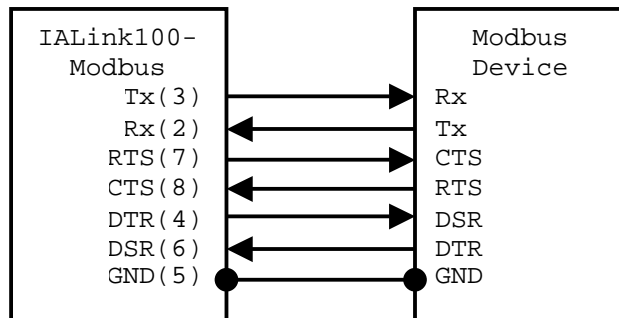 IALink100-
Modbus
Modbus
Device
Tx(3)
Rx
Rx(2)
Tx
RTS(7)
CTS
CTS(8)
RTS
DTR(4)
DSR
DSR(6)
DTR
GND(5)
GND